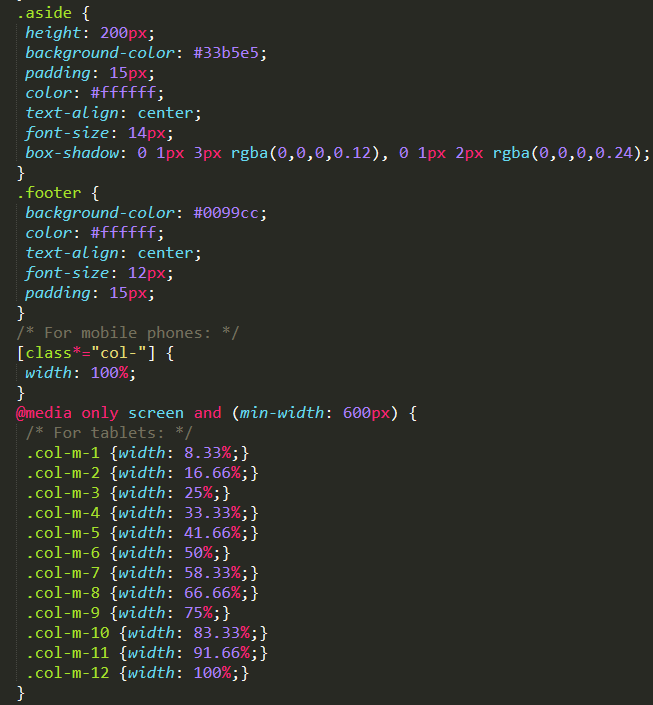 .aside {
height: 200px;
background-color: #33b5e5;
padding: 15px;
color: #ffffff;
text-align: center;
font-size: 14px;
box-shadow: 0 1px 3px rgba(0,0,0,0.12), 0 1px 2px rgba(0,0,0,0.24);
}
.footer {
background-color: #0099cc;
color: #ffffff;
text-align: center;
font-size: 12px;
padding: 15px;
}
/* For mobile phones: */
[class*="col-"] {
width: 100%;
}
@media only screen and (min-width: 600px) {
/* For tablets: */
.col-m-1 {width: 8.33%;}
.col-m-2 {width: 16.66%;}
.col-m-3 {width: 25%;}
.col-m-4 {width: 33.33%;}
.col-m-5 {width: 41.66%;}
.col-m-6 {width: 50%;}
.col-m-7 {width: 58.33%;}
.col-m-8 {width: 66.66%;}
.col-m-9 {width: 75%;}
.col-m-10 {width: 83.33%;}
.col-m-11 {width: 91.66%;}
.col-m-12 {width: 100%;}
}